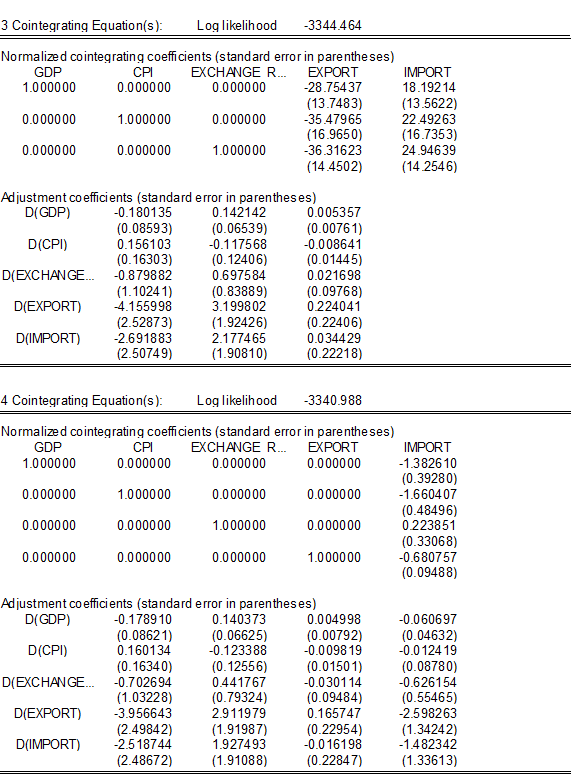 3 Cointegrating Equation(s): Log likelihood -3344.464
Normalized cointegrating coefficients (standard error in parentheses)
GDP CPI EXCHANGE_R... EXPORT IMPORT
1.000000 0.000000 0.000000 -28.75437 18.19214
(13.7483) (13.5622)
0.000000 1.000000 0.000000 -35.47965 22.49263
(16.9650) (16.7353)
0.000000 0.000000 1.000000 -36.31623 24.94639
(14.4502) (14.2546)
Adjustment coefficients (standard error in parentheses)
D(GDP) -0.180135 0.142142 0.005357
(0.08593) (0.06539) (0.00761)
D(CPI) 0.156103 -0.117568 -0.008641
(0.16303) (0.12406) (0.01445)
D(EXCHANGE... -0.879882 0.697584 0.021698
(1.10241) (0.83889) (0.09768)
D(EXPORT) -4.155998 3.199802 0.224041
(2.52873) (1.92426) (0.22406)
D(IMPORT) -2.691883 2.177465 0.034429
(2.50749) (1.90810) (0.22218)
4 Cointegrating Equation(s): Log likelihood -3340.988
Normalized cointegrating coefficients (standard error in parentheses)
GDP CPI EXCHANGE_R... EXPORT IMPORT
1.000000 0.000000 0.000000 0.000000 -1.382610
(0.39280)
0.000000 1.000000 0.000000 0.000000 -1.660407
(0.48496)
0.000000 0.000000 1.000000 0.000000 0.223851
(0.33068)
0.000000 0.000000 0.000000 1.000000 -0.680757
(0.09488)
Adjustment coefficients (standard error in parentheses)
D(GDP) -0.178910 0.140373 0.004998 -0.060697
(0.08621) (0.06625) (0.00792) (0.04632)
D(CPI) 0.160134 -0.123388 -0.009819 -0.012419
(0.16340) (0.12556) (0.01501) (0.08780)
D(EXCHANGE... -0.702694 0.441767 -0.030114 -0.626154
(1.03228) (0.79324) (0.09484) (0.55465)
D(EXPORT) -3.956643 2.911979 0.165747 -2.598263
(2.49842) (1.91987) (0.22954) (1.34242)
D(IMPORT) -2.518744 1.927493 -0.016198 -1.482342
(2.48672) (1.91088) (0.22847) (1.33613)